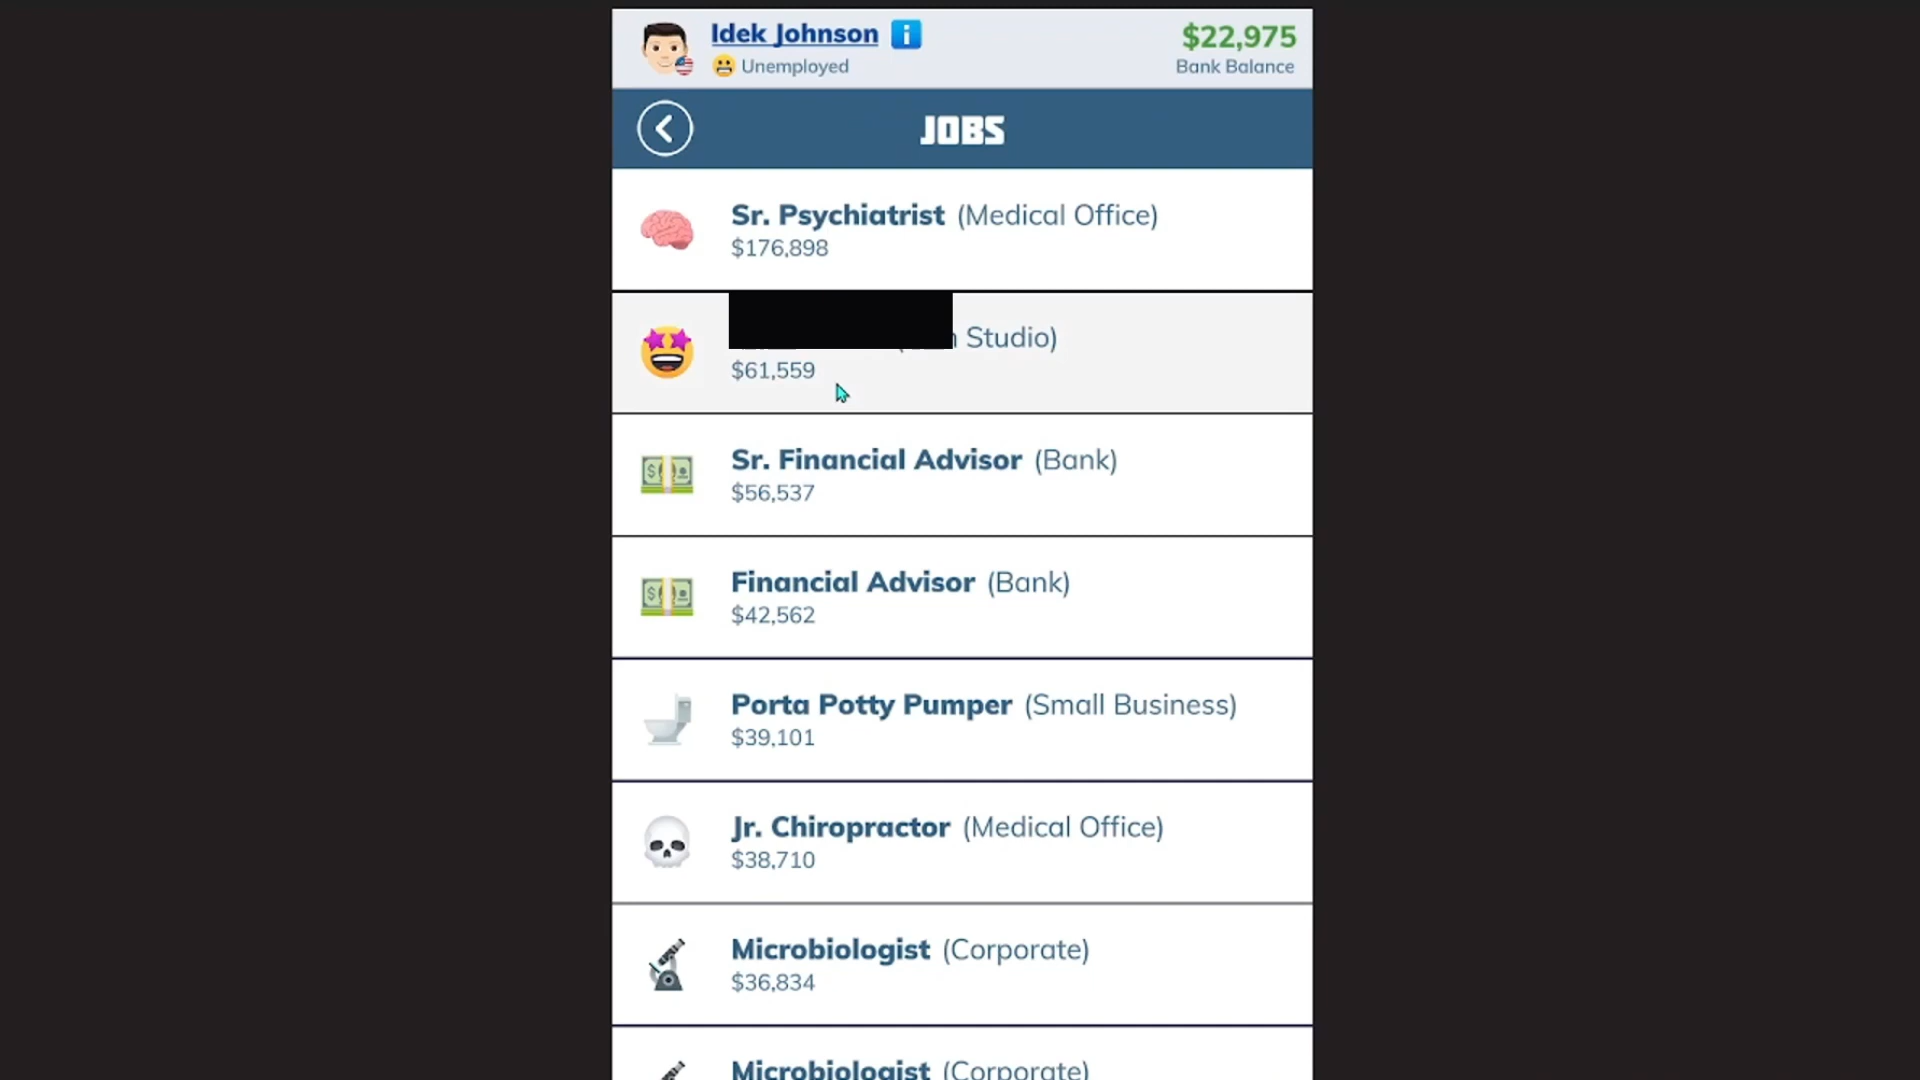 Idek Johnson
Unemployed
$22,975
Bank Balance
JOBS
Sr. Psychiatrist (Medical Office)
$176,898
Studio)
$61,559
Sr. Financial Advisor (Bank)
$56,537
Financial Advisor (Bank)
$42,562
Porta Potty Pumper (Small Business)
$39,101
Jr. Chiropractor (Medical Office)
$38,710
Microbiologist (Corporate)
$36,834
Microbiologist (Corporate)